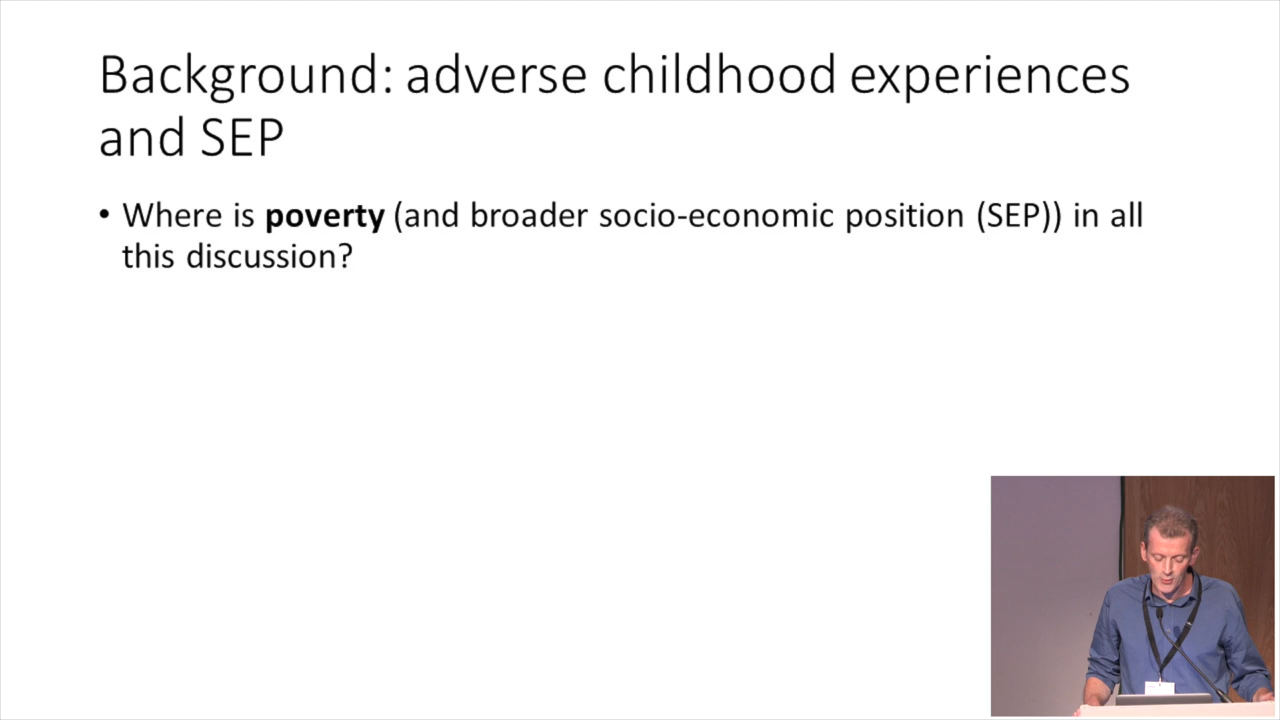 Background: adverse childhood experiences
and SEP
• Where is poverty (and broader socio-economic position (SEP)) in all
this discussion?